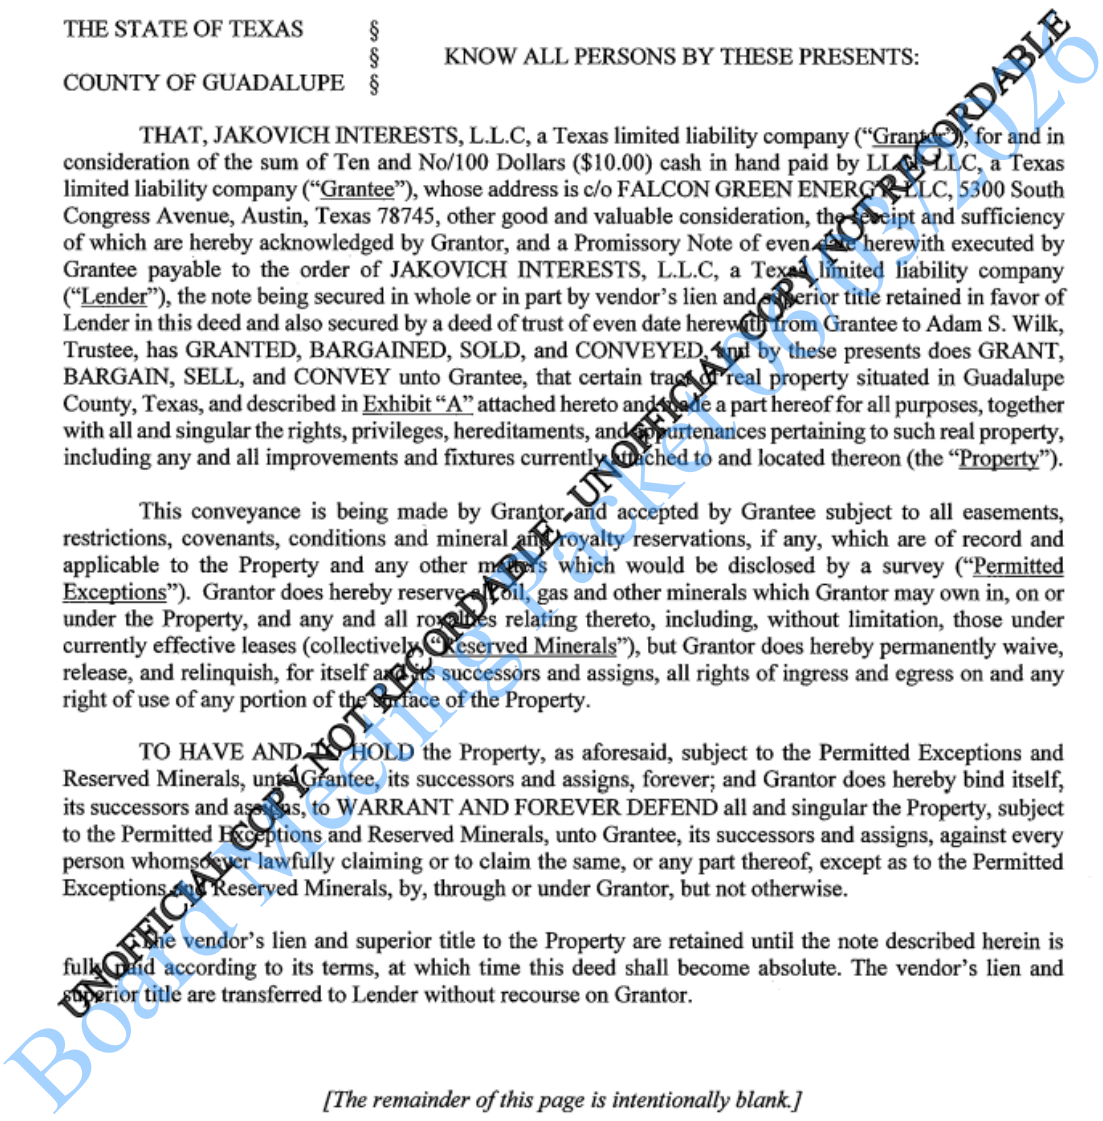 THE STATE OF TEXAS §
§ KNOW ALL PERSONS BY THESE PRESENTS:
COUNTY OF GUADALUPE §
THAT, JAKOVICH INTERESTS, L.L.C, a Texas limited liability company (“Grantor”), for and in
consideration of the sum of Ten and No/100 Dollars ($10.00) cash in hand paid by LLC, a Texas
limited liability company (“Grantee”), whose address is c/o FALCON GREEN ENERGY LLC, 5300 South
Congress Avenue, Austin, Texas 78745, other good and valuable consideration, the receipt and sufficiency
of which are hereby acknowledged by Grantor, and a Promissory Note of even date herewith executed by
Grantee payable to the order of JAKOVICH INTERESTS, L.L.C, a Texas limited liability company
(“Lender”), the note being secured in whole or in part by vendor’s lien and superior title retained in favor of
Lender in this deed and also secured by a deed of trust of even date herewith from Grantee to Adam S. Wilk,
Trustee, has GRANTED, BARGAINED, SOLD, and CONVEYED, and by these presents does GRANT,
BARGAIN, SELL, and CONVEY unto Grantee, that certain tract of real property situated in Guadalupe
County, Texas, and described in Exhibit “A” attached hereto and made a part hereof for all purposes, together
with all and singular the rights, privileges, hereditaments, and appurtenances pertaining to such real property,
including any and all improvements and fixtures currently attached to and located thereon (the “Property”).
This conveyance is being made by Grantor and accepted by Grantee subject to all easements,
restrictions, covenants, conditions and mineral and royalty reservations, if any, which are of record and
applicable to the Property and any other matters which would be disclosed by a survey (“Permitted
Exceptions”). Grantor does hereby reserve all oil, gas and other minerals which Grantor may own in, on or
under the Property, and any and all royalties relating thereto, including, without limitation, those under
currently effective leases (collectively, “Reserved Minerals”), but Grantor does hereby permanently waive,
release, and relinquish, for itself and its successors and assigns, all rights of ingress and egress on and any
right of use of any portion of the surface of the Property.
TO HAVE AND TO HOLD the Property, as aforesaid, subject to the Permitted Exceptions and
Reserved Minerals, unto Grantee, its successors and assigns, forever; and Grantor does hereby bind itself,
its successors and assigns, to WARRANT AND FOREVER DEFEND all and singular the Property, subject
to the Permitted Exceptions and Reserved Minerals, unto Grantee, its successors and assigns, against every
person whomsoever lawfully claiming or to claim the same, or any part thereof, except as to the Permitted
Exceptions and Reserved Minerals, by, through or under Grantor, but not otherwise.
The vendor’s lien and superior title to the Property are retained until the note described herein is
fully paid according to its terms, at which time this deed shall become absolute. The vendor’s lien and
superior title are transferred to Lender without recourse on Grantor.
[The remainder of this page is intentionally blank.]
UNOFFICIAL COPY NOT RECORDABLE - UNOFFICIAL COPY NOT RECORDABLE
Board Meeting Packet 06/03/2026